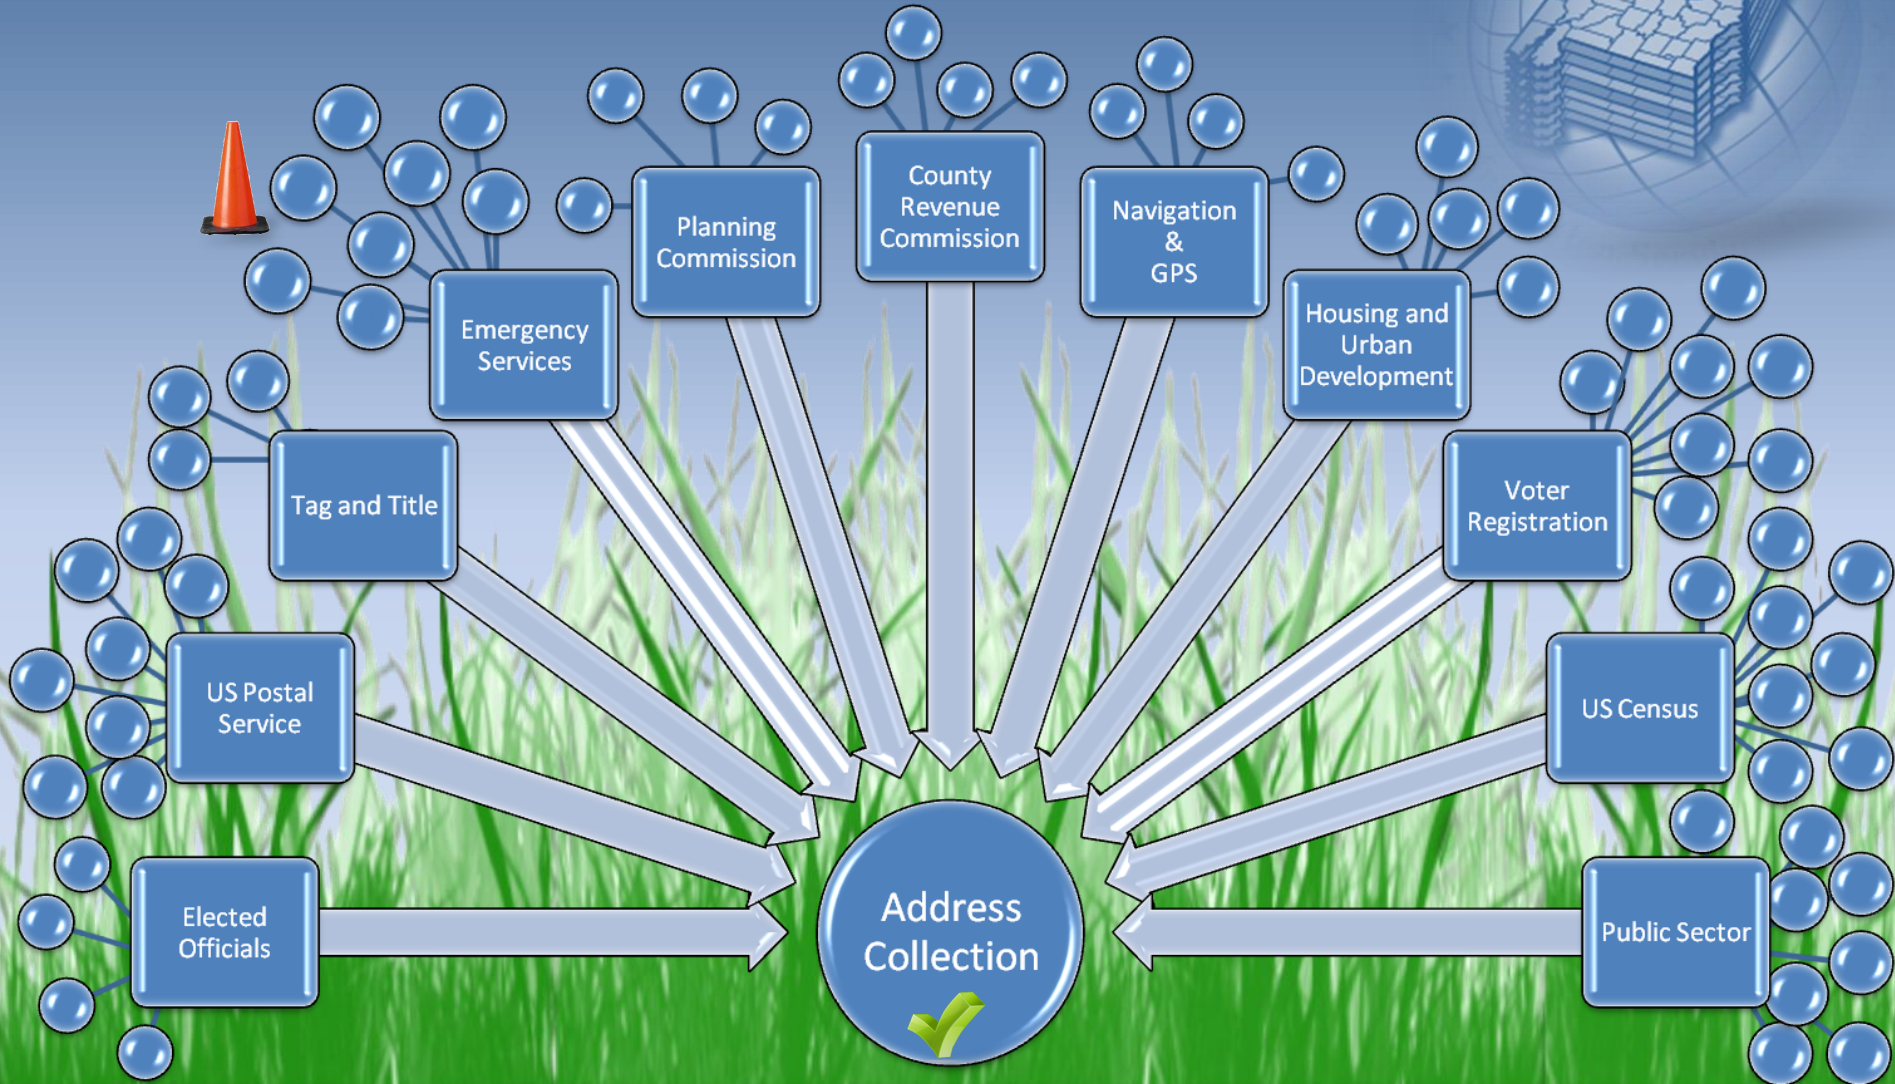 County
Revenue
Commission
Planning
Commission
Navigation
&
GPS
Emergency
Services
Housing and
Urban
Development
Tag and Title
Voter
Registration
US Postal
Service
US Census
Elected
Officials
Address
Collection
Public Sector